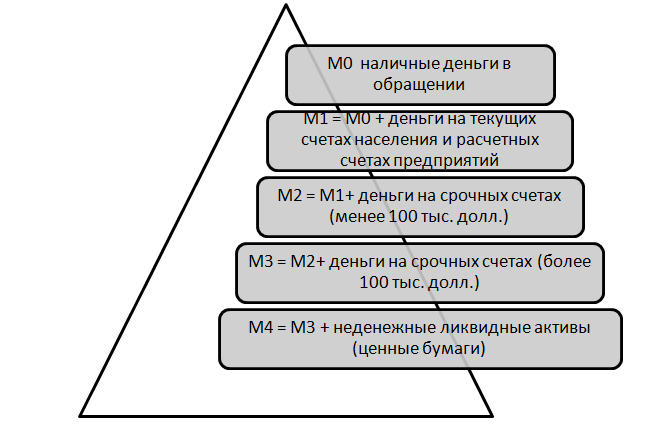 М0  наличные деньги в
обращении
М1 = М0 + деньги на текущих
счетах населения и расчетных
счетах предприятий
М2 = М1+ деньги на срочных счетах
(менее 100 тыс. долл.)
М3 = М2+ деньги на срочных счетах (более
100 тыс. долл.)
М4 = М3 + неденежные ликвидные активы
(ценные бумаги)